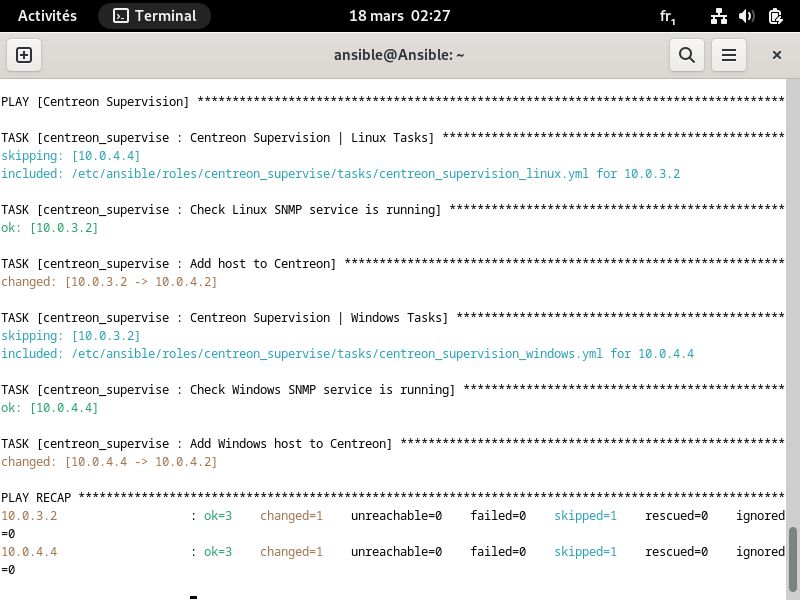 Activités Terminal 18 mars 02:27 fr1
ansible@Ansible: ~
PLAY [Centreon Supervision] ************************************************************************************
TASK [centreon_supervise : Centreon Supervision | Linux Tasks] *************************************************
skipping: [10.0.4.4]
included: /etc/ansible/roles/centreon_supervise/tasks/centreon_supervision_linux.yml for 10.0.3.2
TASK [centreon_supervise : Check Linux SNMP service is running] ************************************************
ok: [10.0.3.2]
TASK [centreon_supervise : Add host to Centreon] ***************************************************************
changed: [10.0.3.2 -> 10.0.4.2]
TASK [centreon_supervise : Centreon Supervision | Windows Tasks] ***********************************************
skipping: [10.0.3.2]
included: /etc/ansible/roles/centreon_supervise/tasks/centreon_supervision_windows.yml for 10.0.4.4
TASK [centreon_supervise : Check Windows SNMP service is running] **********************************************
ok: [10.0.4.4]
TASK [centreon_supervise : Add Windows host to Centreon] *******************************************************
changed: [10.0.4.4 -> 10.0.4.2]
PLAY RECAP *****************************************************************************************************
10.0.3.2                   : ok=3    changed=1    unreachable=0    failed=0    skipped=1    rescued=0    ignored
=0
10.0.4.4                   : ok=3    changed=1    unreachable=0    failed=0    skipped=1    rescued=0    ignored
=0